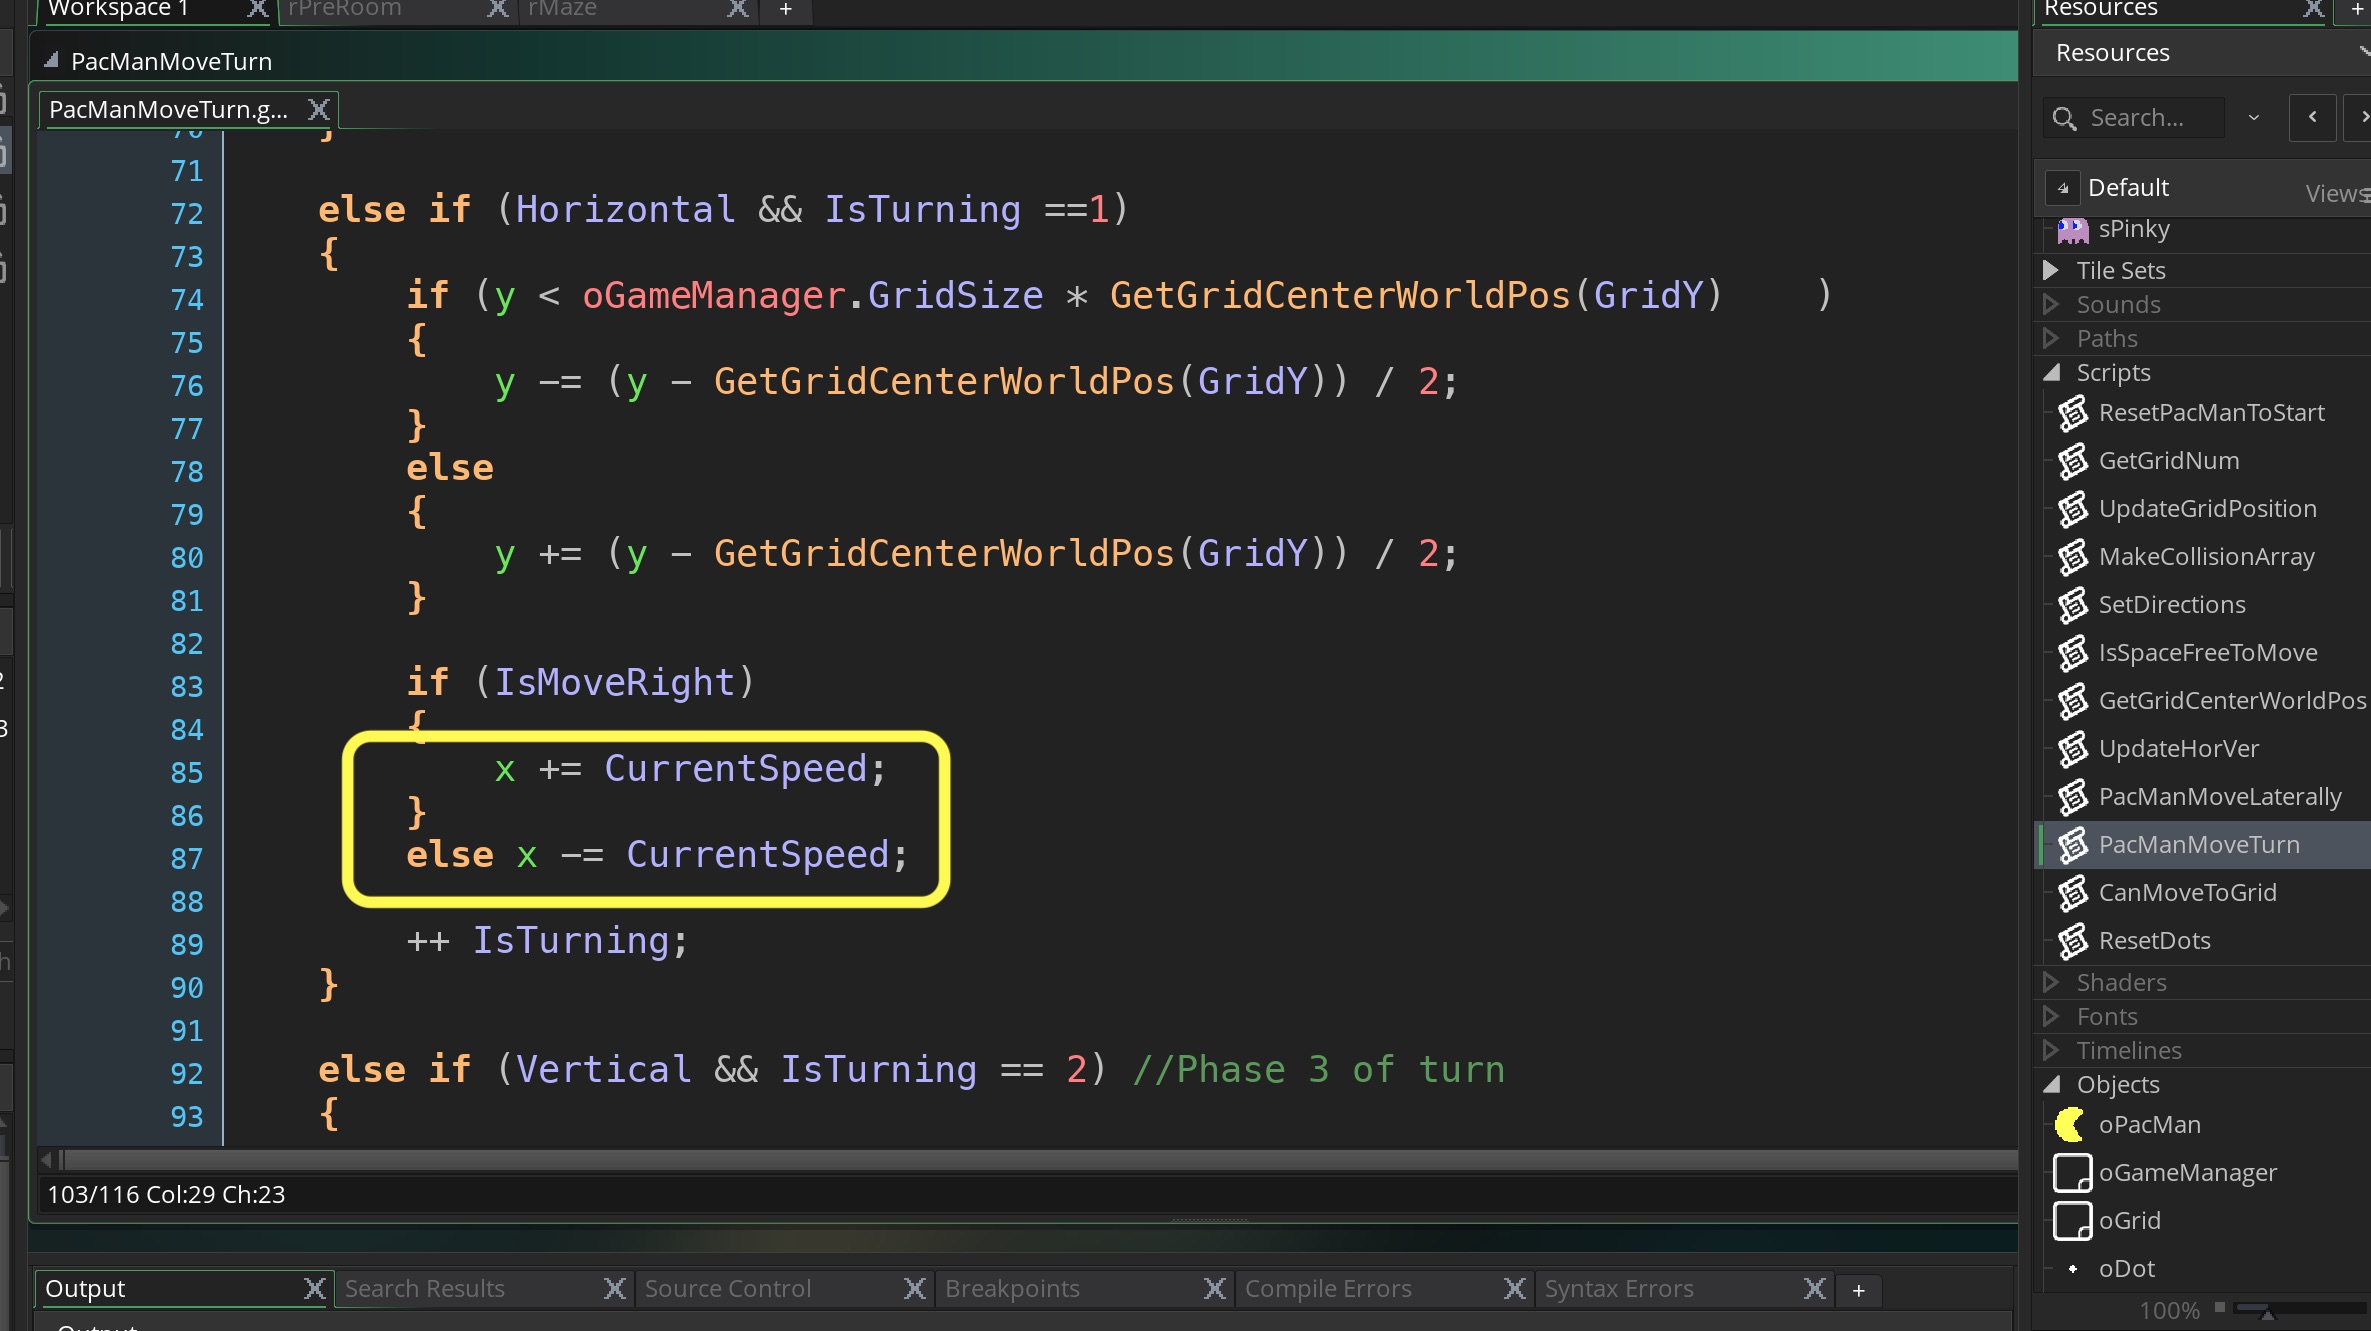 Workspace 1
rPreRoom
rMaze
+
Resources
+
PacManMoveTurn
Resources
PacManMoveTurn.g...
Search...
Default
Views
70 }
71
72 else if (Horizontal && IsTurning ==1)
73 {
74 if (y < oGameManager.GridSize * GetGridCenterWorldPos(GridY) )
75 {
76 y -= (y - GetGridCenterWorldPos(GridY)) / 2;
77 }
78 else
79 {
80 y += (y - GetGridCenterWorldPos(GridY)) / 2;
81 }
82
83 if (IsMoveRight)
84 {
85 x += CurrentSpeed;
86 }
87 else x -= CurrentSpeed;
88
89 ++ IsTurning;
90 }
91
92 else if (Vertical && IsTurning == 2) //Phase 3 of turn
93 {
103/116 Col:29 Ch:23
sPinky
Tile Sets
Sounds
Paths
Scripts
ResetPacManToStart
GetGridNum
UpdateGridPosition
MakeCollisionArray
SetDirections
IsSpaceFreeToMove
GetGridCenterWorldPos
UpdateHorVer
PacManMoveLaterally
PacManMoveTurn
CanMoveToGrid
ResetDots
Shaders
Fonts
Timelines
Objects
oPacMan
oGameManager
oGrid
oDot
100%
Output
Search Results
Source Control
Breakpoints
Compile Errors
Syntax Errors
+
Output